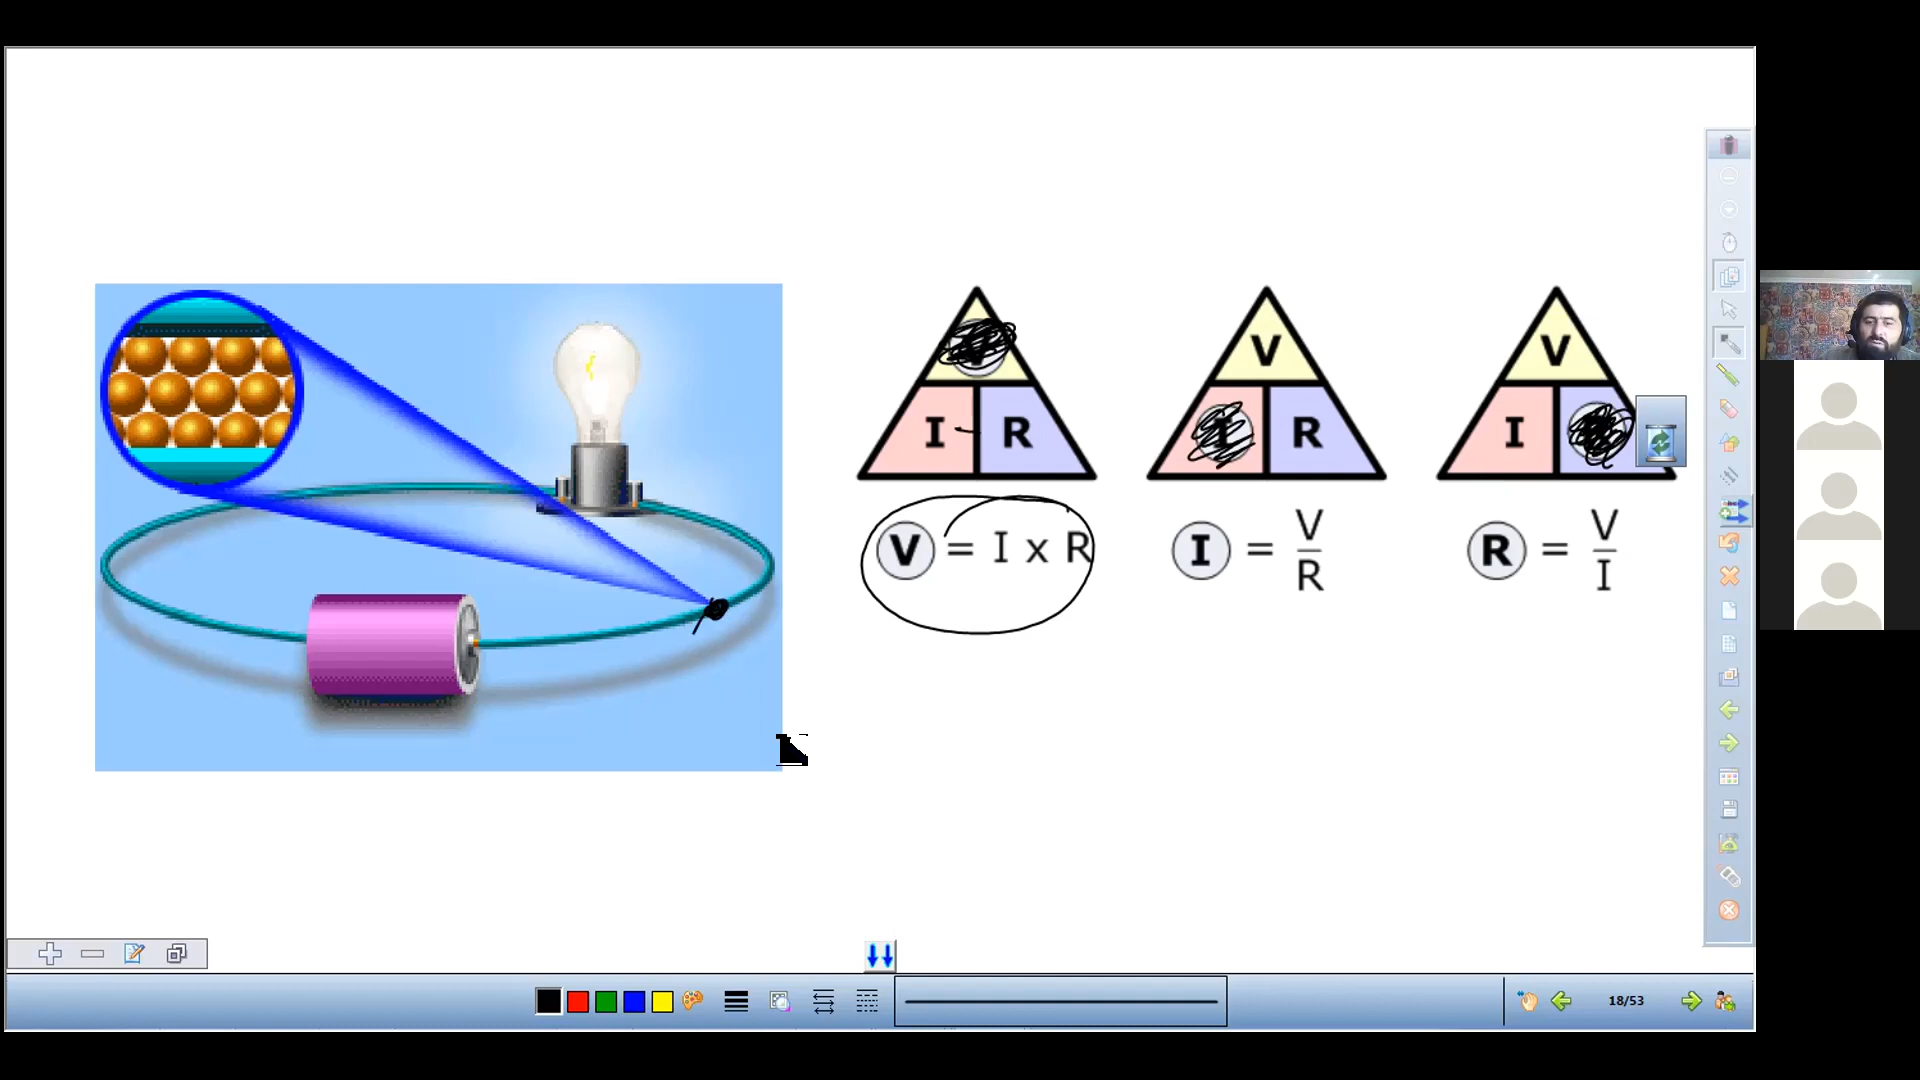 V
V
I R
R
I
V = I x R
I = V
R
R = V
I
18/53